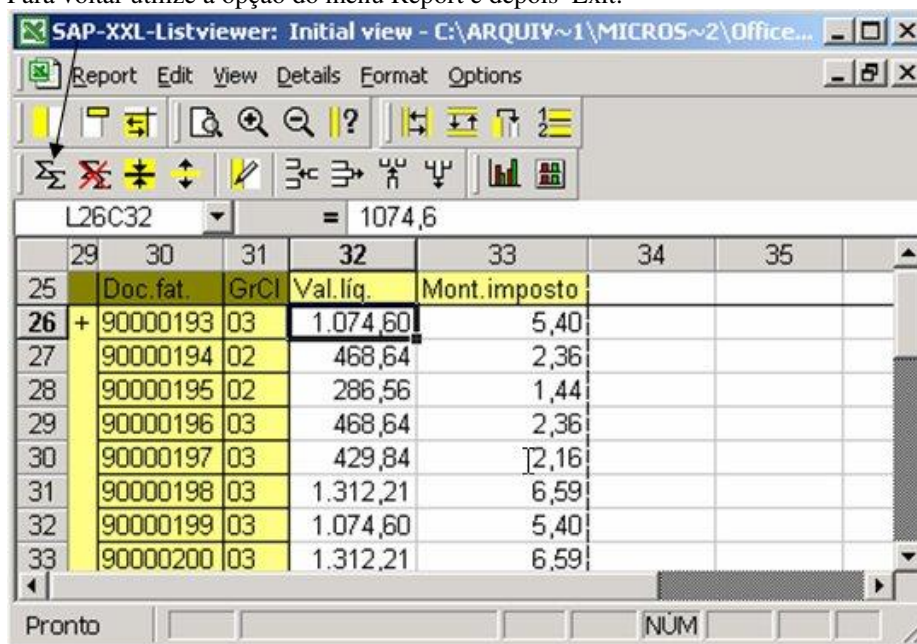 Para voltar utilize a opção do menu Report e depois Exit.
SAP-XXL-Listviewer: Initial view - C:\ARQUIV~1\MICROS~2\Office...
Report Edit View Details Format Options
L26C32 = 1074,6
29 30 31 32 33 34 35
25 Doc.fat. GrCl Val.líq. Mont.imposto
26 + 90000193 03 1.074,60 5,40
27 90000194 02 468,64 2,36
28 90000195 02 286,56 1,44
29 90000196 03 468,64 2,36
30 90000197 03 429,84 2,16
31 90000198 03 1.312,21 6,59
32 90000199 03 1.074,60 5,40
33 90000200 03 1.312,21 6,59
Pronto NÚM